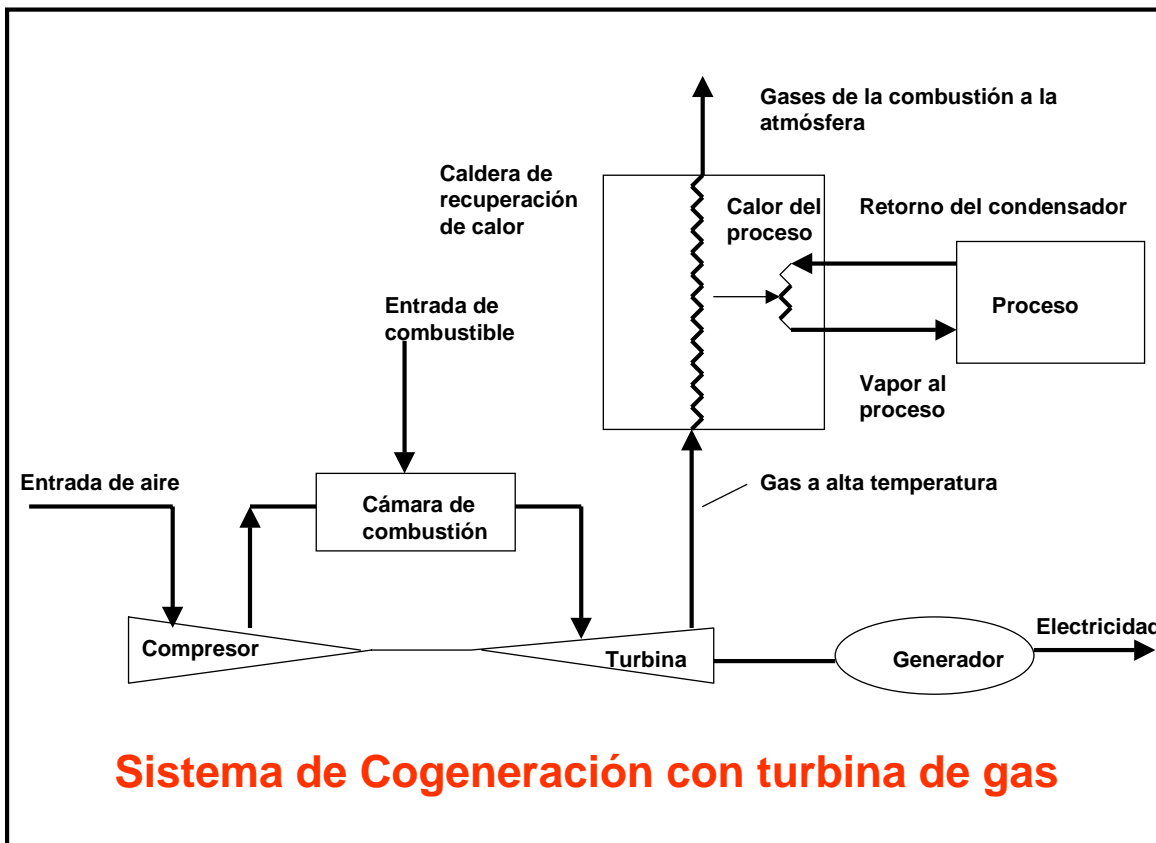 Gases de la combustión a la
atmósfera
Caldera de
recuperación
de calor
Calor del
proceso
Retorno del condensador
Proceso
Entrada de
combustible
Vapor al
proceso
Entrada de aire
Cámara de
combustión
Gas a alta temperatura
Compresor
Turbina
Generador
Electricidad
Sistema de Cogeneración con turbina de gas